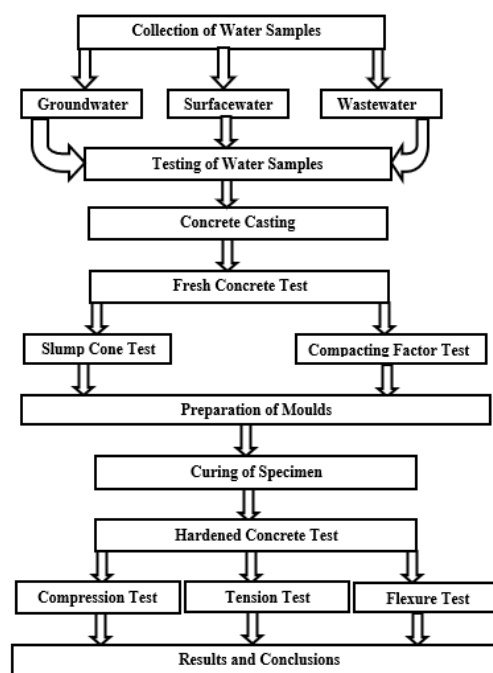 Collection of Water Samples
Groundwater
Surfacewater
Wastewater
Testing of Water Samples
Concrete Casting
Fresh Concrete Test
Slump Cone Test
Compacting Factor Test
Preparation of Moulds
Curing of Specimen
Hardened Concrete Test
Compression Test
Tension Test
Flexure Test
Results and Conclusions